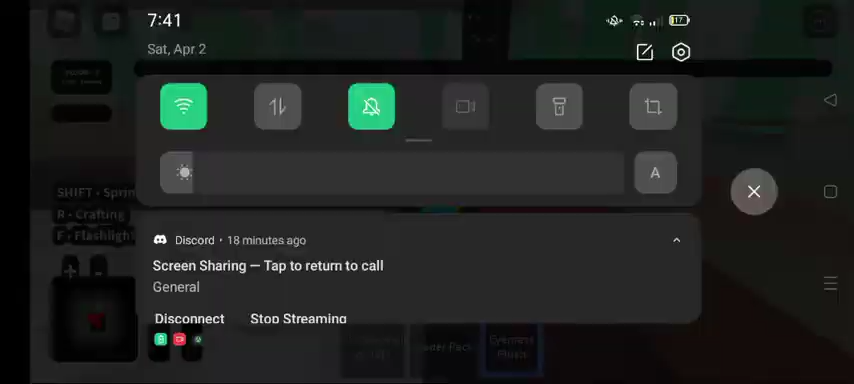 7:41
17
Sat, Apr 2
A
SHIFT - Sprin
R - Crafting
F - Flashlight
Discord • 18 minutes ago
Screen Sharing — Tap to return to call
General
Disconnect Stop Streaming